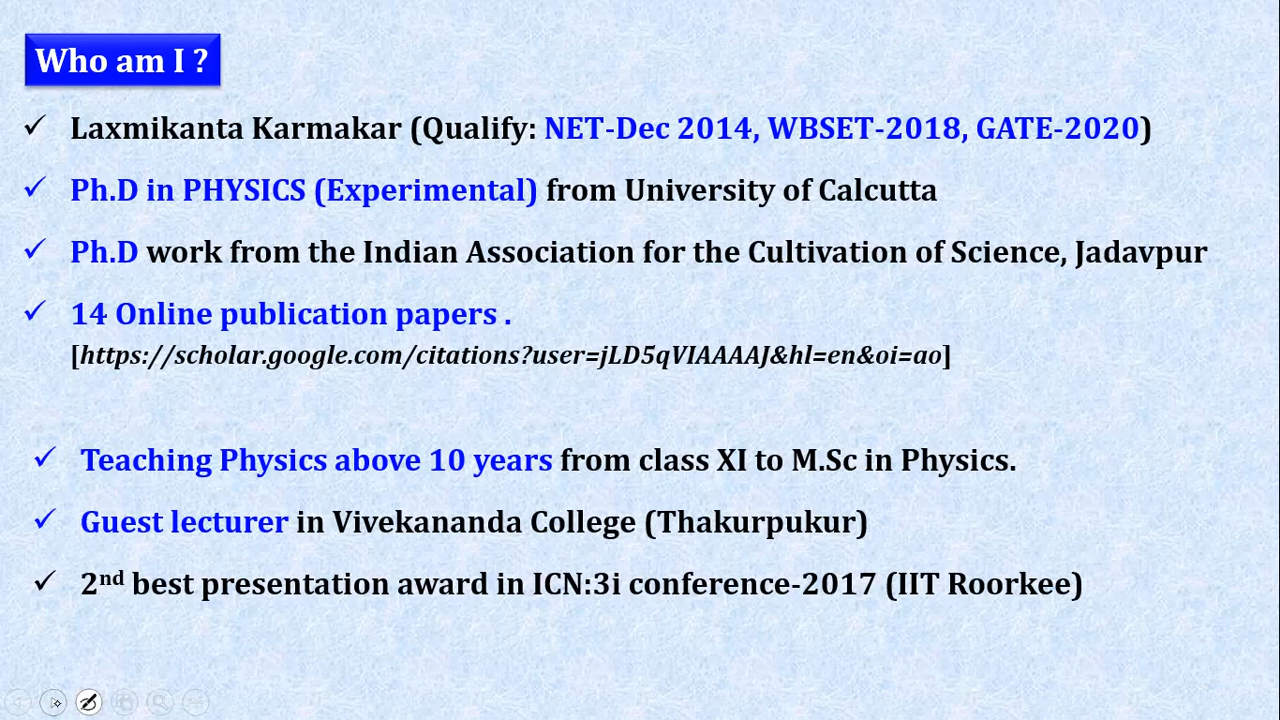 Who am I ?
Laxmikanta Karmakar (Qualify: NET-Dec 2014, WBSET-2018, GATE-2020)
Ph.D in PHYSICS (Experimental) from University of Calcutta
Ph.D work from the Indian Association for the Cultivation of Science, Jadavpur
14 Online publication papers .
[https://scholar.google.com/citations?user=jLD5qVIAAAAJ&hl=en&oi=ao]
Teaching Physics above 10 years from class XI to M.Sc in Physics.
Guest lecturer in Vivekananda College (Thakurpukur)
2nd best presentation award in ICN:3i conference-2017 (IIT Roorkee)